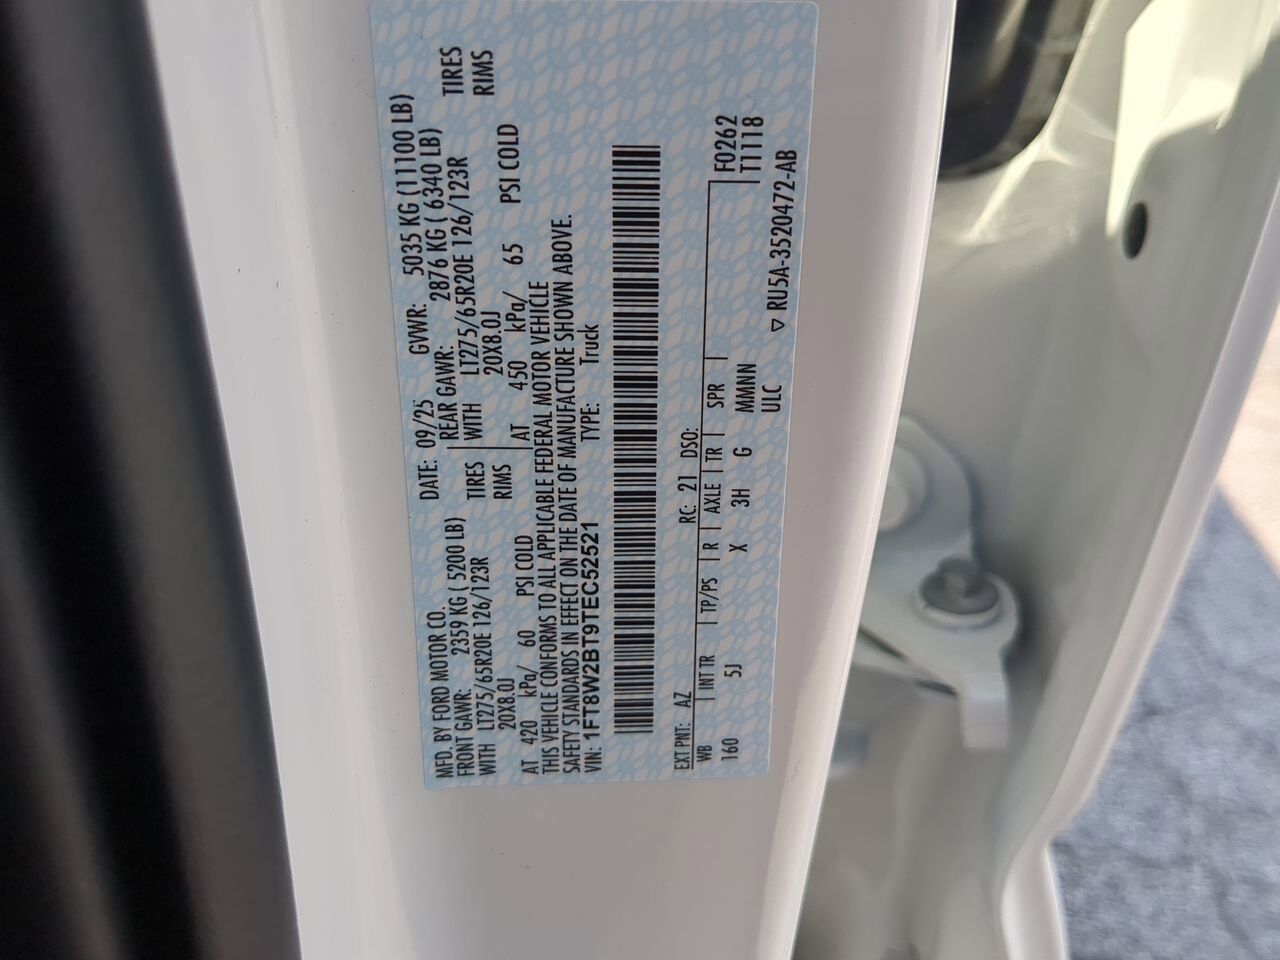 MFD. BY FORD MOTOR CO.
DATE: 09/25 GVWR: 5035 KG (11100 LB)
FRONT GAWR: 2359 KG ( 5200 LB)
REAR GAWR: 2876 KG ( 6340 LB)
WITH LT275/65R20E 126/123R TIRES
WITH LT275/65R20E 126/123R TIRES
20X8.0J RIMS
20X8.0J RIMS
AT 420 kPa/ 60 PSI COLD
AT 450 kPa/ 65 PSI COLD
THIS VEHICLE CONFORMS TO ALL APPLICABLE FEDERAL MOTOR VEHICLE
SAFETY STANDARDS IN EFFECT ON THE DATE OF MANUFACTURE SHOWN ABOVE.
VIN: 1FT8W2BT9TEC52521 TYPE: Truck
EXT PNT: AZ RC: 21 DSO: F0262
WB INT TR TP/PS R AXLE TR SPR T1118
160 5J X 3H G MMNN
ULC
▽ RU5A-3520472-AB